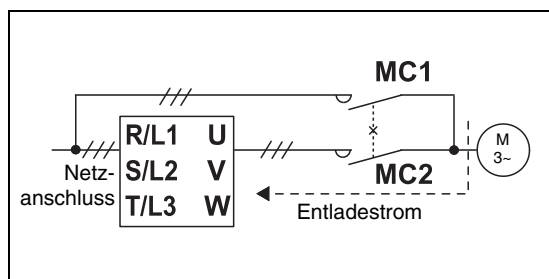 MC1
R/L1 U
S/L2 V
T/L3 W
Netz-
anschluss
MC2
M
3~
Entladestrom